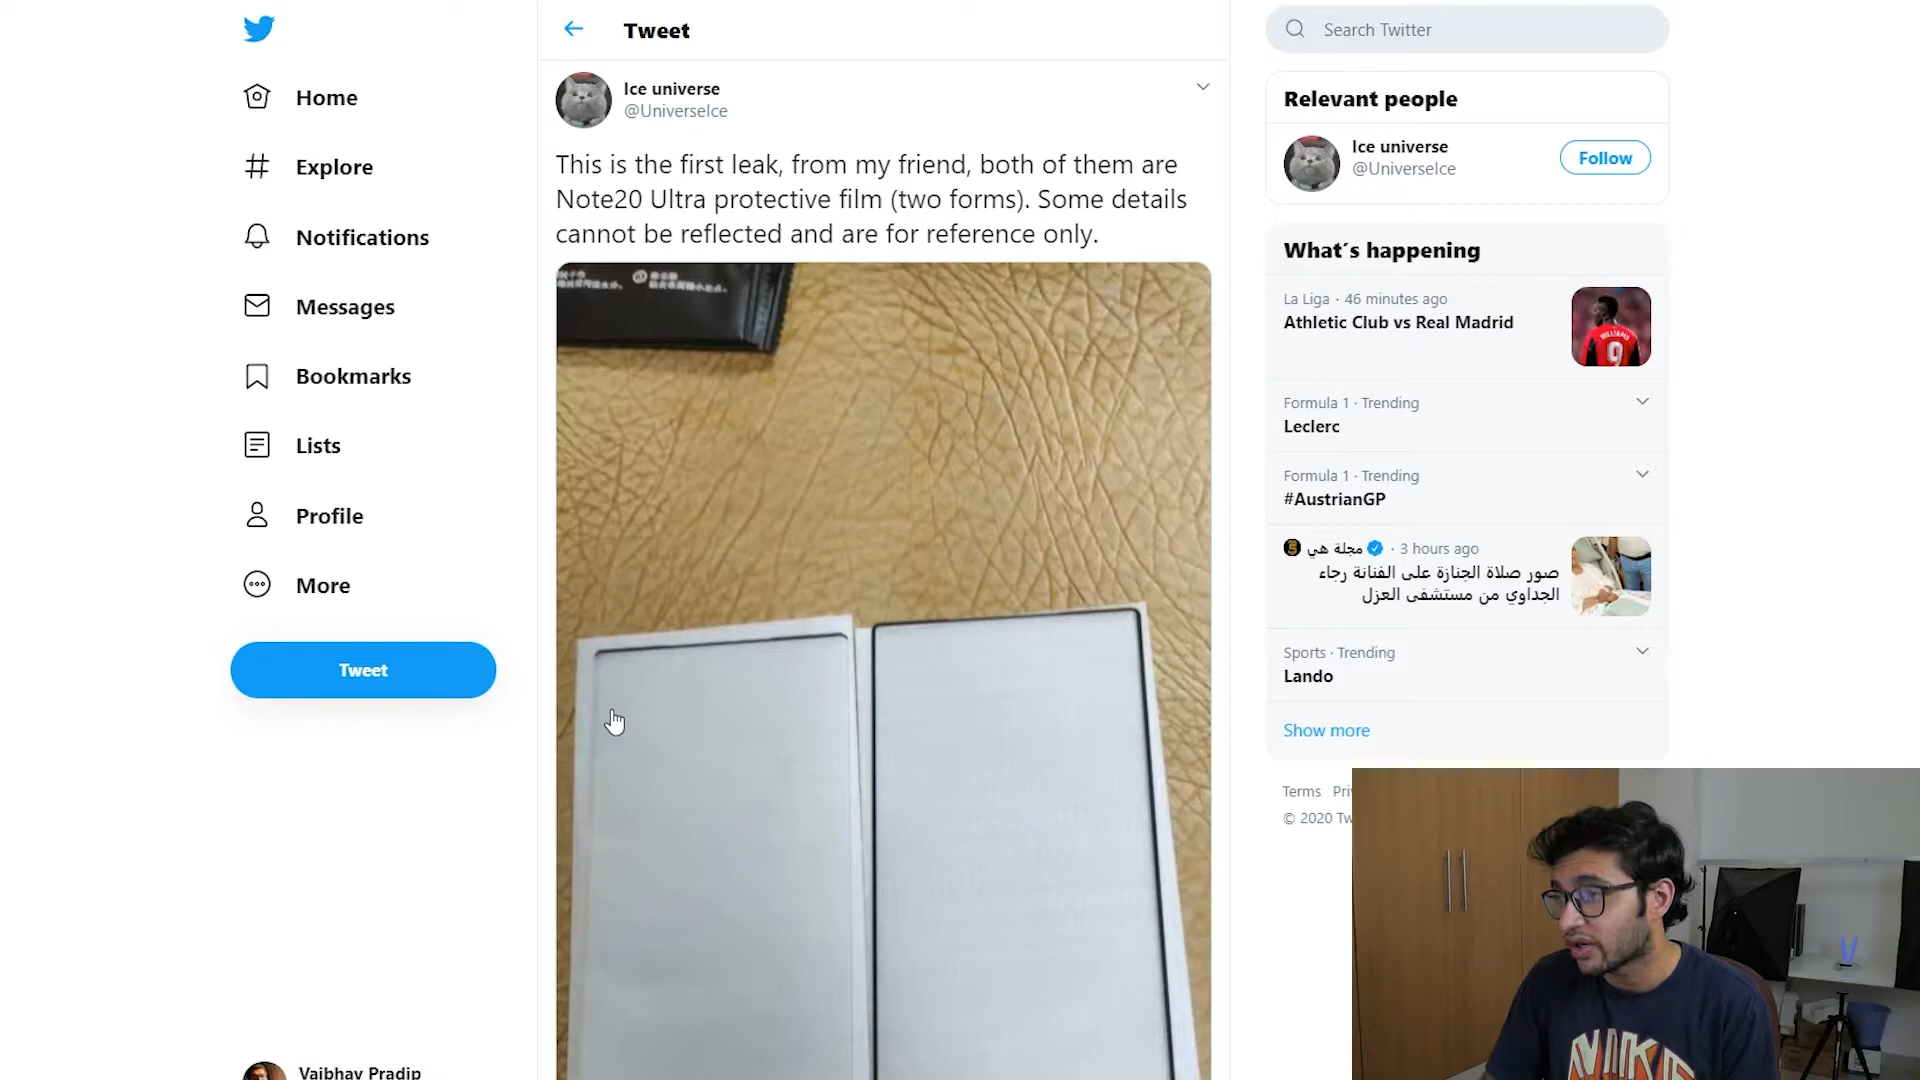 Home
Explore
Notifications
Messages
Bookmarks
Lists
Profile
More
Tweet
Vaibhav Pradip
Tweet
Ice universe
@UniverseIce
This is the first leak, from my friend, both of them are
Note20 Ultra protective film (two forms). Some details
cannot be reflected and are for reference only.
Search Twitter
Relevant people
Ice universe
@UniverseIce
Follow
What's happening
La Liga · 46 minutes ago
Athletic Club vs Real Madrid
WILLIAMS
9
Formula 1 · Trending
Leclerc
Formula 1 · Trending
#AustrianGP
مجلة هي · 3 hours ago
صور صلاة الجنازة على الفنانة رجاء
الجداوي من مستشفى العزل
Sports · Trending
Lando
Show more
Terms
© 2020
NIKE